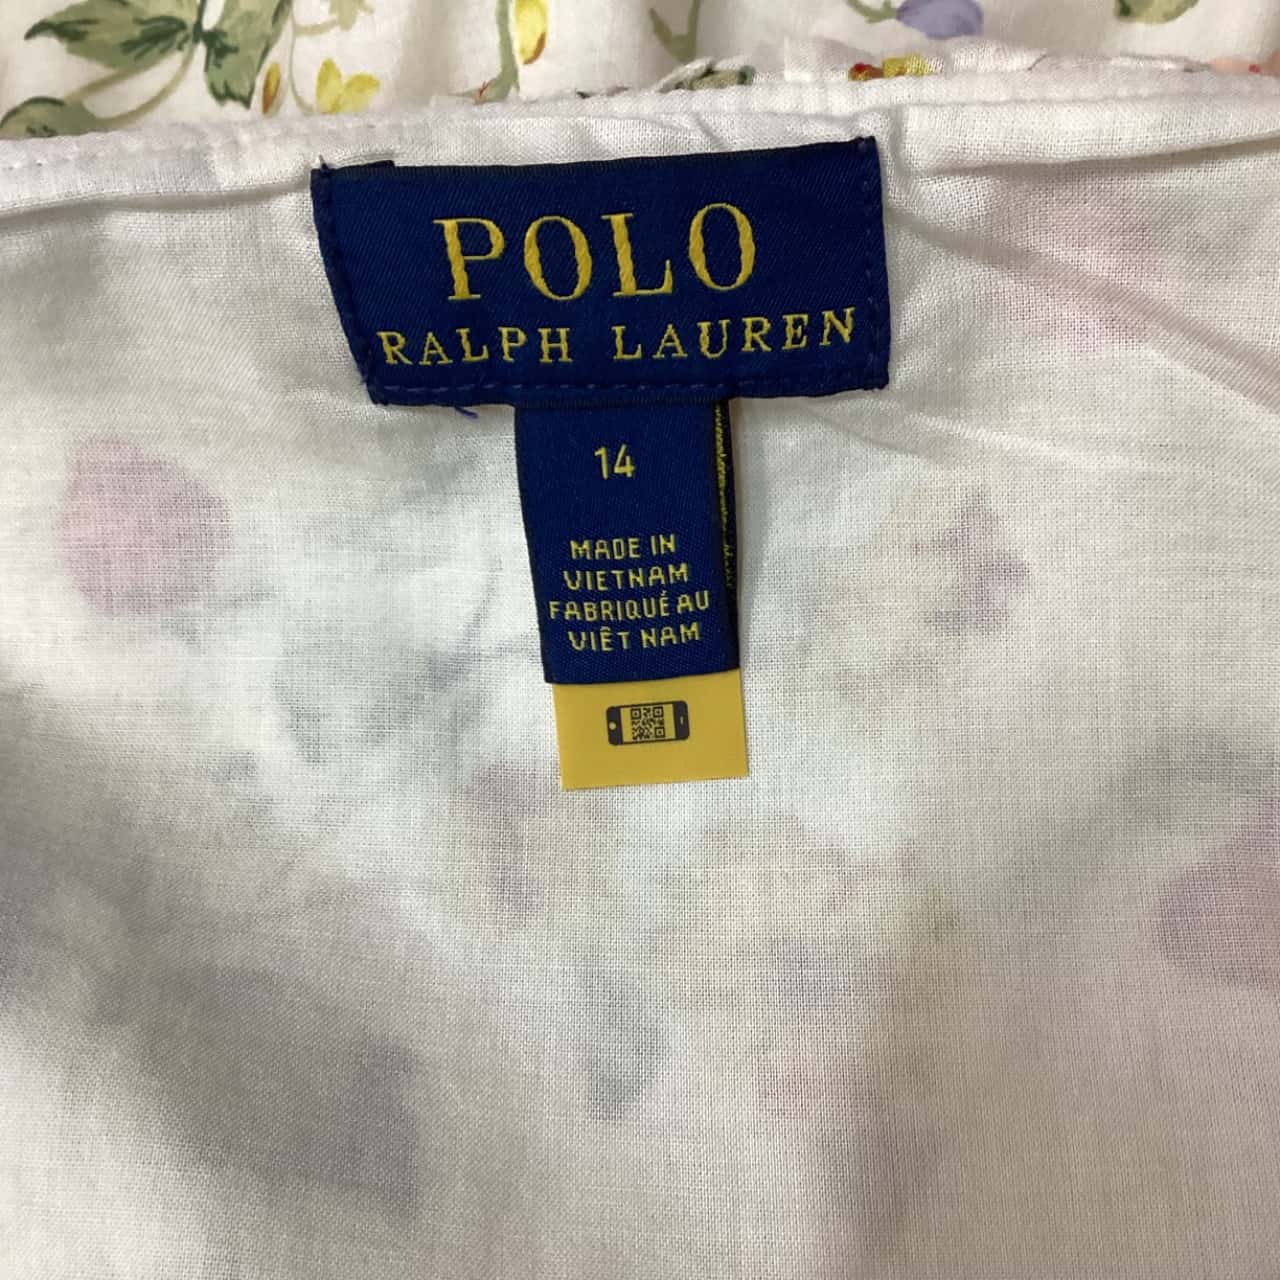 POLO
RALPH LAUREN
14
MADE IN
VIETNAM
FABRIQUÉ AU
VIÊT NAM